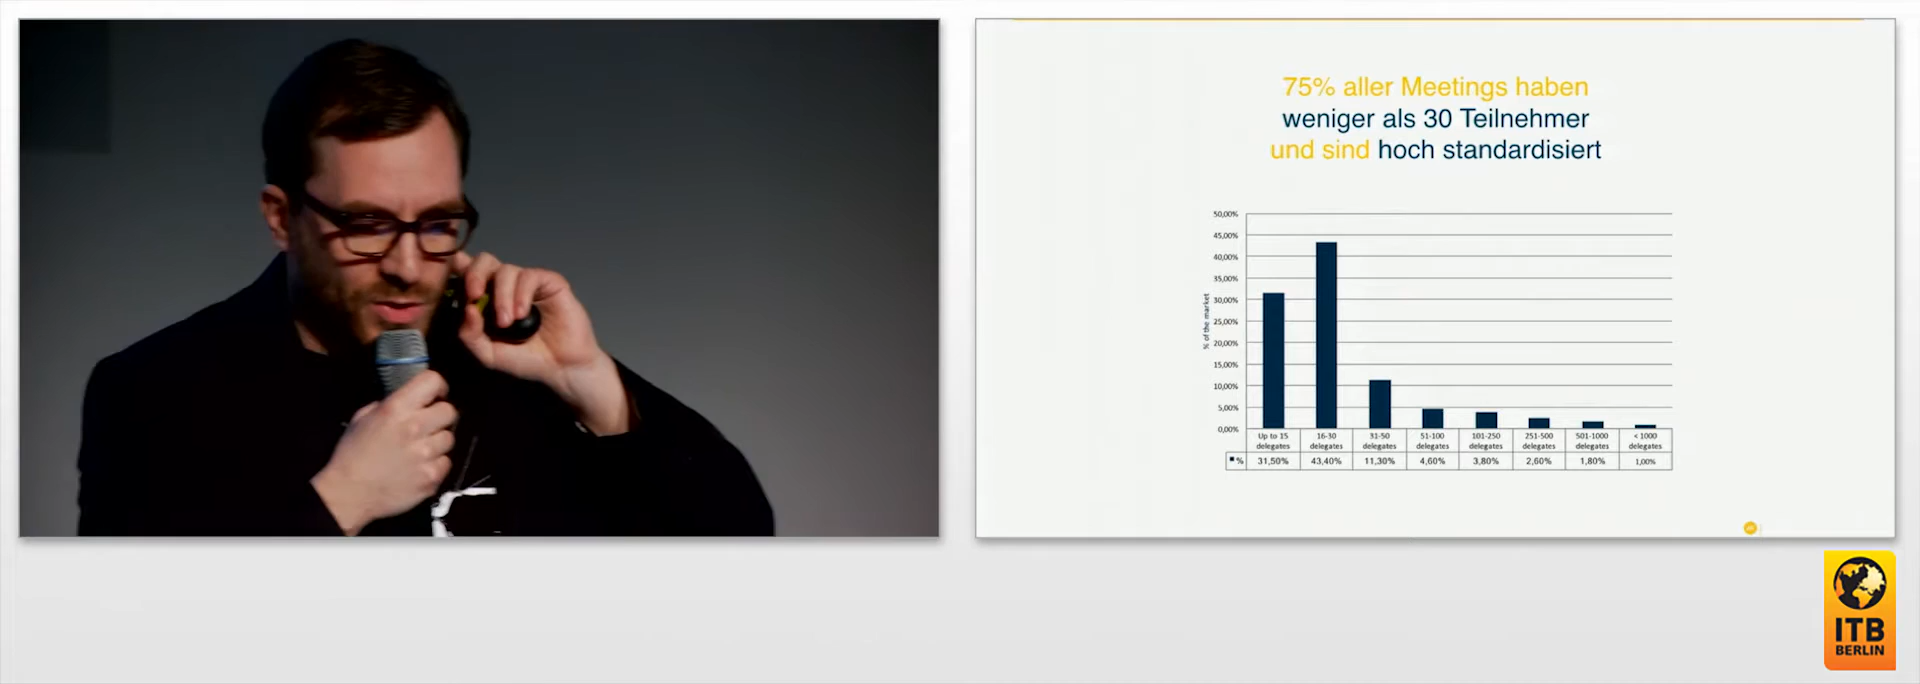 75% aller Meetings haben
weniger als 30 Teilnehmer
und sind hoch standardisiert
50,00%
45,00%
40,00%
35,00%
30,00%
25,00%
20,00%
15,00%
10,00%
5,00%
0,00%
% of the market
Up to 15 delegates
16-30 delegates
31-50 delegates
51-100 delegates
101-250 delegates
251-500 delegates
501-1000 delegates
< 1000 delegates
% 31,50% 43,40% 11,30% 4,60% 3,80% 2,60% 1,80% 1,00%
ITB
BERLIN